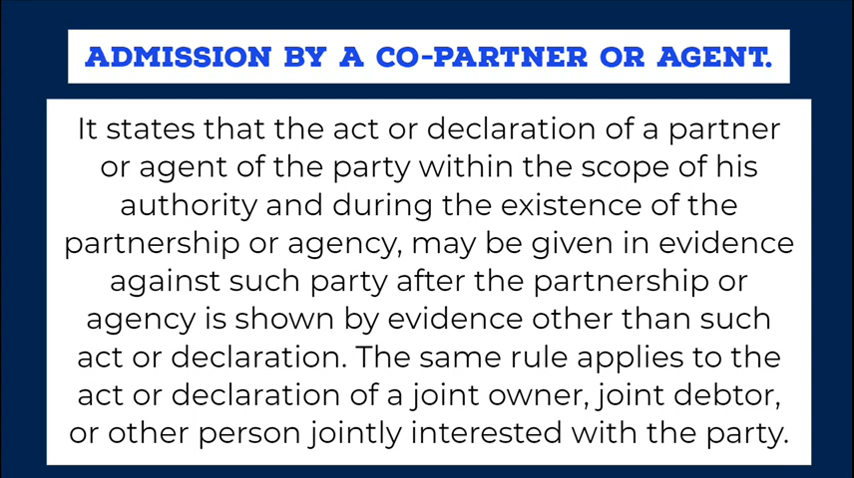 ADMISSION BY A CO-PARTNER OR AGENT.
It states that the act or declaration of a partner
or agent of the party within the scope of his
authority and during the existence of the
partnership or agency, may be given in evidence
against such party after the partnership or
agency is shown by evidence other than such
act or declaration. The same rule applies to the
act or declaration of a joint owner, joint debtor,
or other person jointly interested with the party.